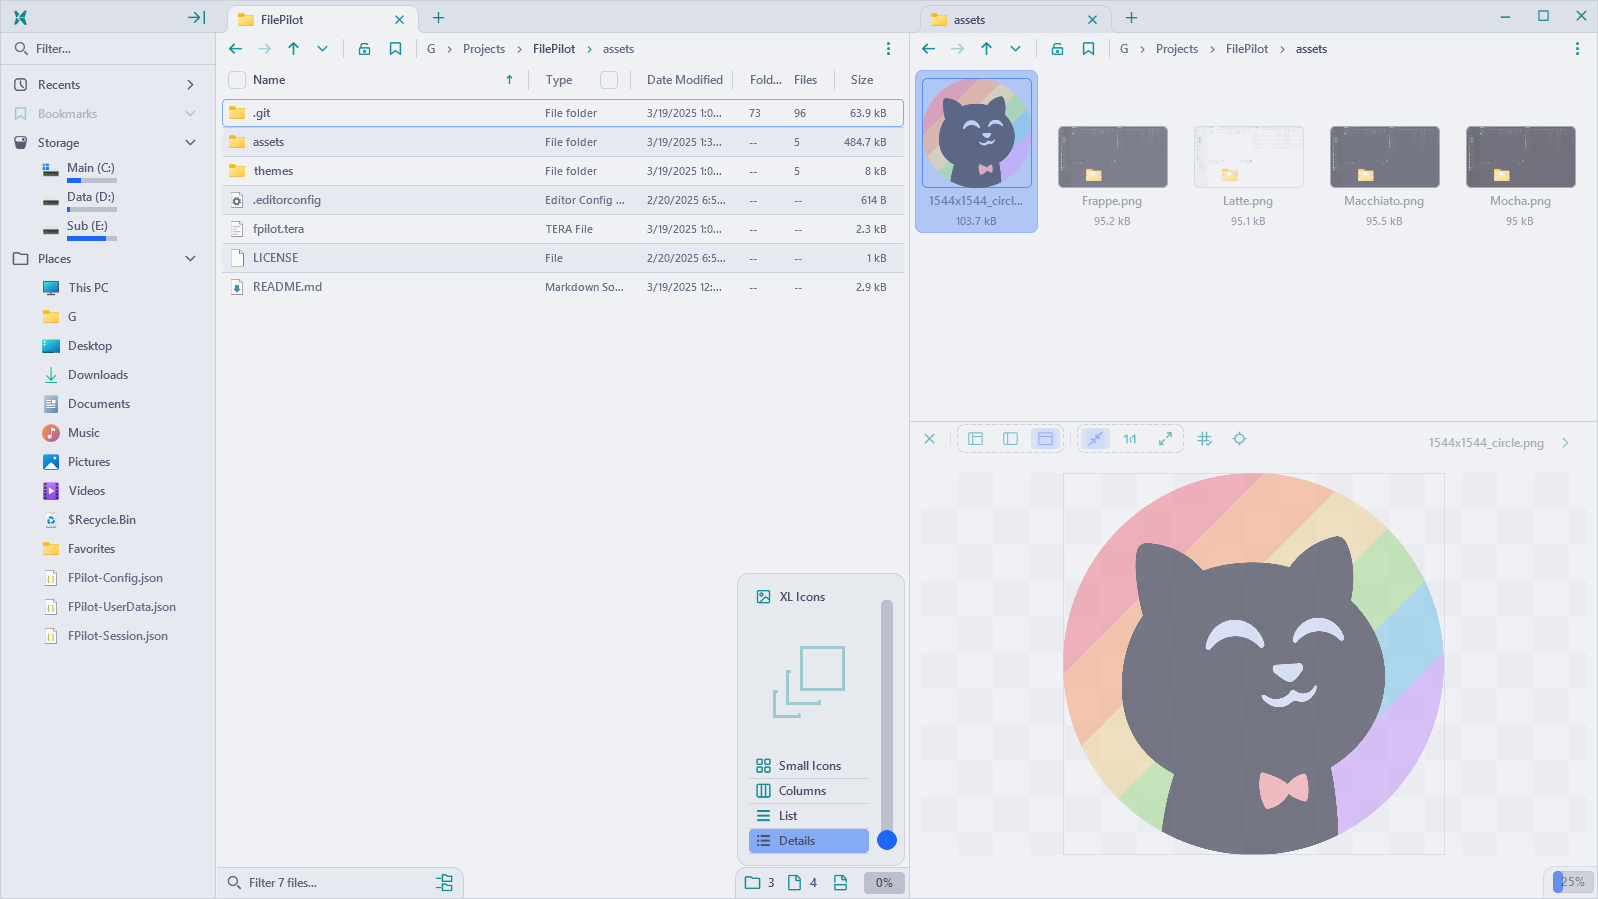 FilePilot
assets
Filter...
G > Projects > FilePilot > assets
G > Projects > FilePilot > assets
Recents
Bookmarks
Storage
Main (C:)
Data (D:)
Sub (E:)
Places
This PC
G
Desktop
Downloads
Documents
Music
Pictures
Videos
$Recycle.Bin
Favorites
FPilot-Config.json
FPilot-UserData.json
FPilot-Session.json
Name Type Date Modified Fold... Files Size
.git File folder 3/19/2025 1:0... 73 96 63.9 kB
assets File folder 3/19/2025 1:3... -- 5 484.7 kB
themes File folder 3/19/2025 1:0... -- 5 8 kB
.editorconfig Editor Config ... 2/20/2025 6:5... -- -- 614 B
fpilot.tera TERA File 3/19/2025 1:0... -- -- 2.3 kB
LICENSE File 2/20/2025 6:5... -- -- 1 kB
README.md Markdown So... 3/19/2025 12:... -- -- 2.9 kB
XL Icons
Small Icons
Columns
List
Details
Filter 7 files...
3 4 0%
1544x1544_circl... Frappe.png Latte.png Macchiato.png Mocha.png
103.7 kB 95.2 kB 95.1 kB 95.5 kB 95 kB
1:1 1544x1544_circle.png
25%